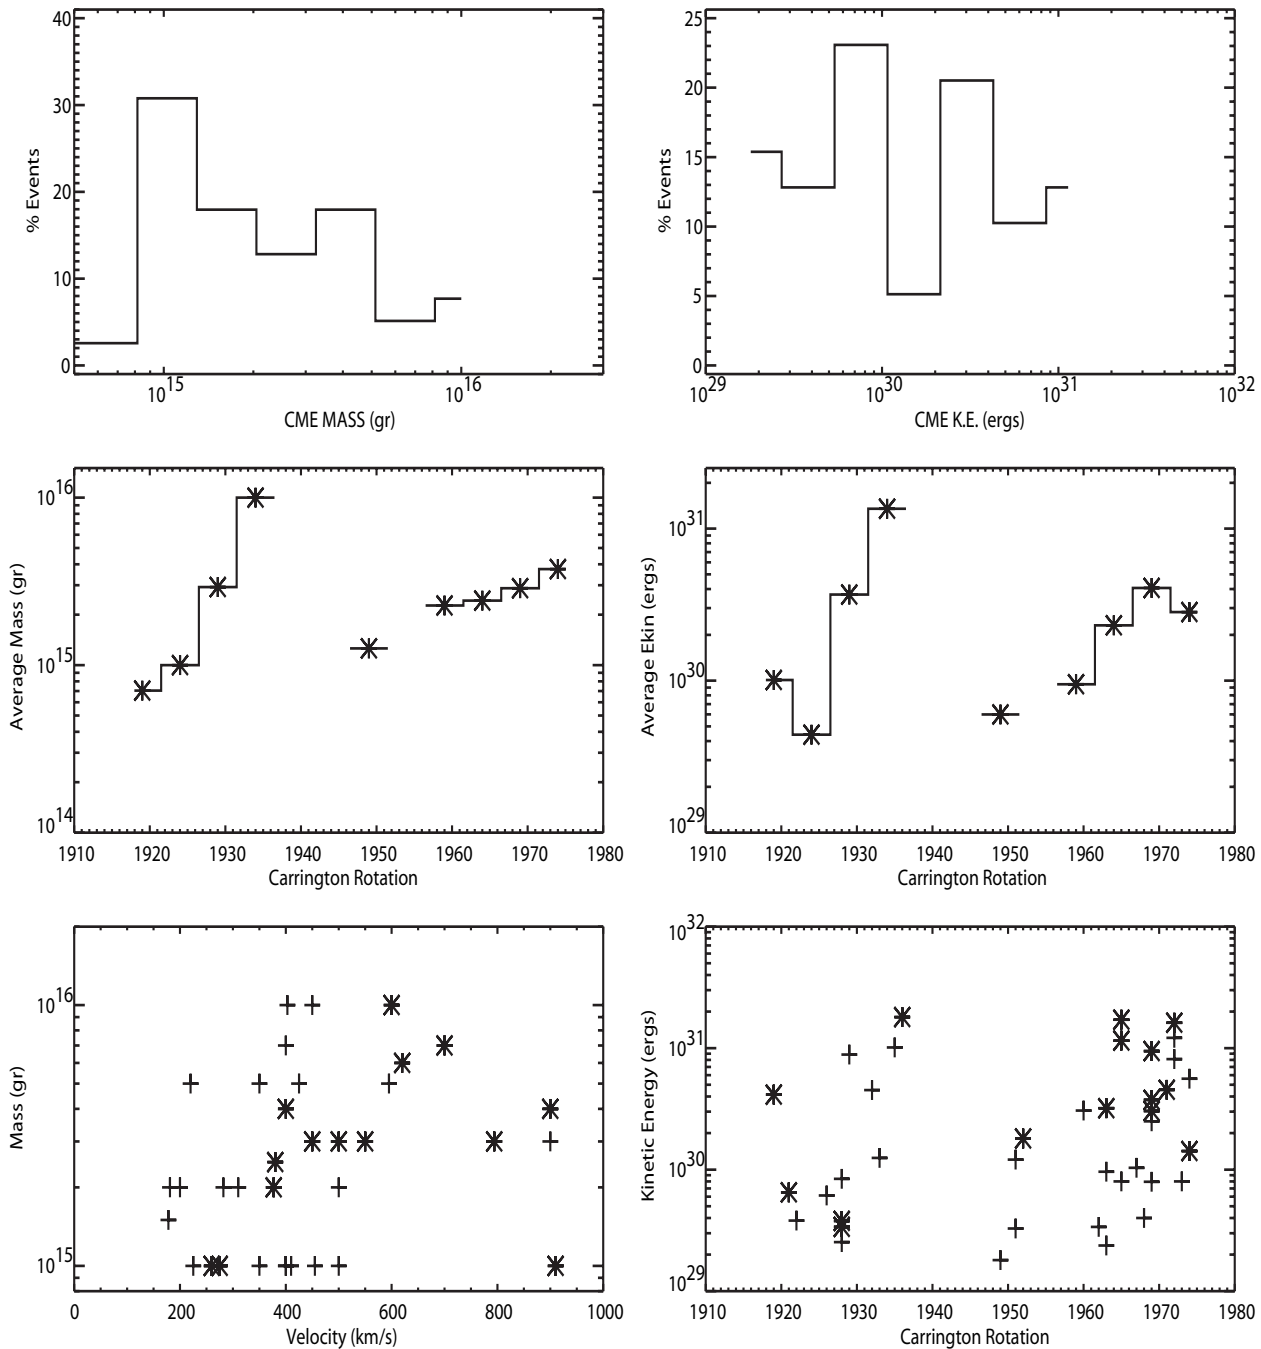 40
30
20
10
0
% Events
10^15
10^16
CME MASS (gr)
25
20
15
10
5
0
% Events
10^29
10^30
10^31
10^32
CME K.E. (ergs)
10^16
10^15
10^14
Average Mass (gr)
1910 1920 1930 1940 1950 1960 1970 1980
Carrington Rotation
10^31
10^30
10^29
Average Ekin (ergs)
1910 1920 1930 1940 1950 1960 1970 1980
Carrington Rotation
10^16
10^15
Mass (gr)
0 200 400 600 800 1000
Velocity (km/s)
10^32
10^31
10^30
10^29
Kinetic Energy (ergs)
1910 1920 1930 1940 1950 1960 1970 1980
Carrington Rotation